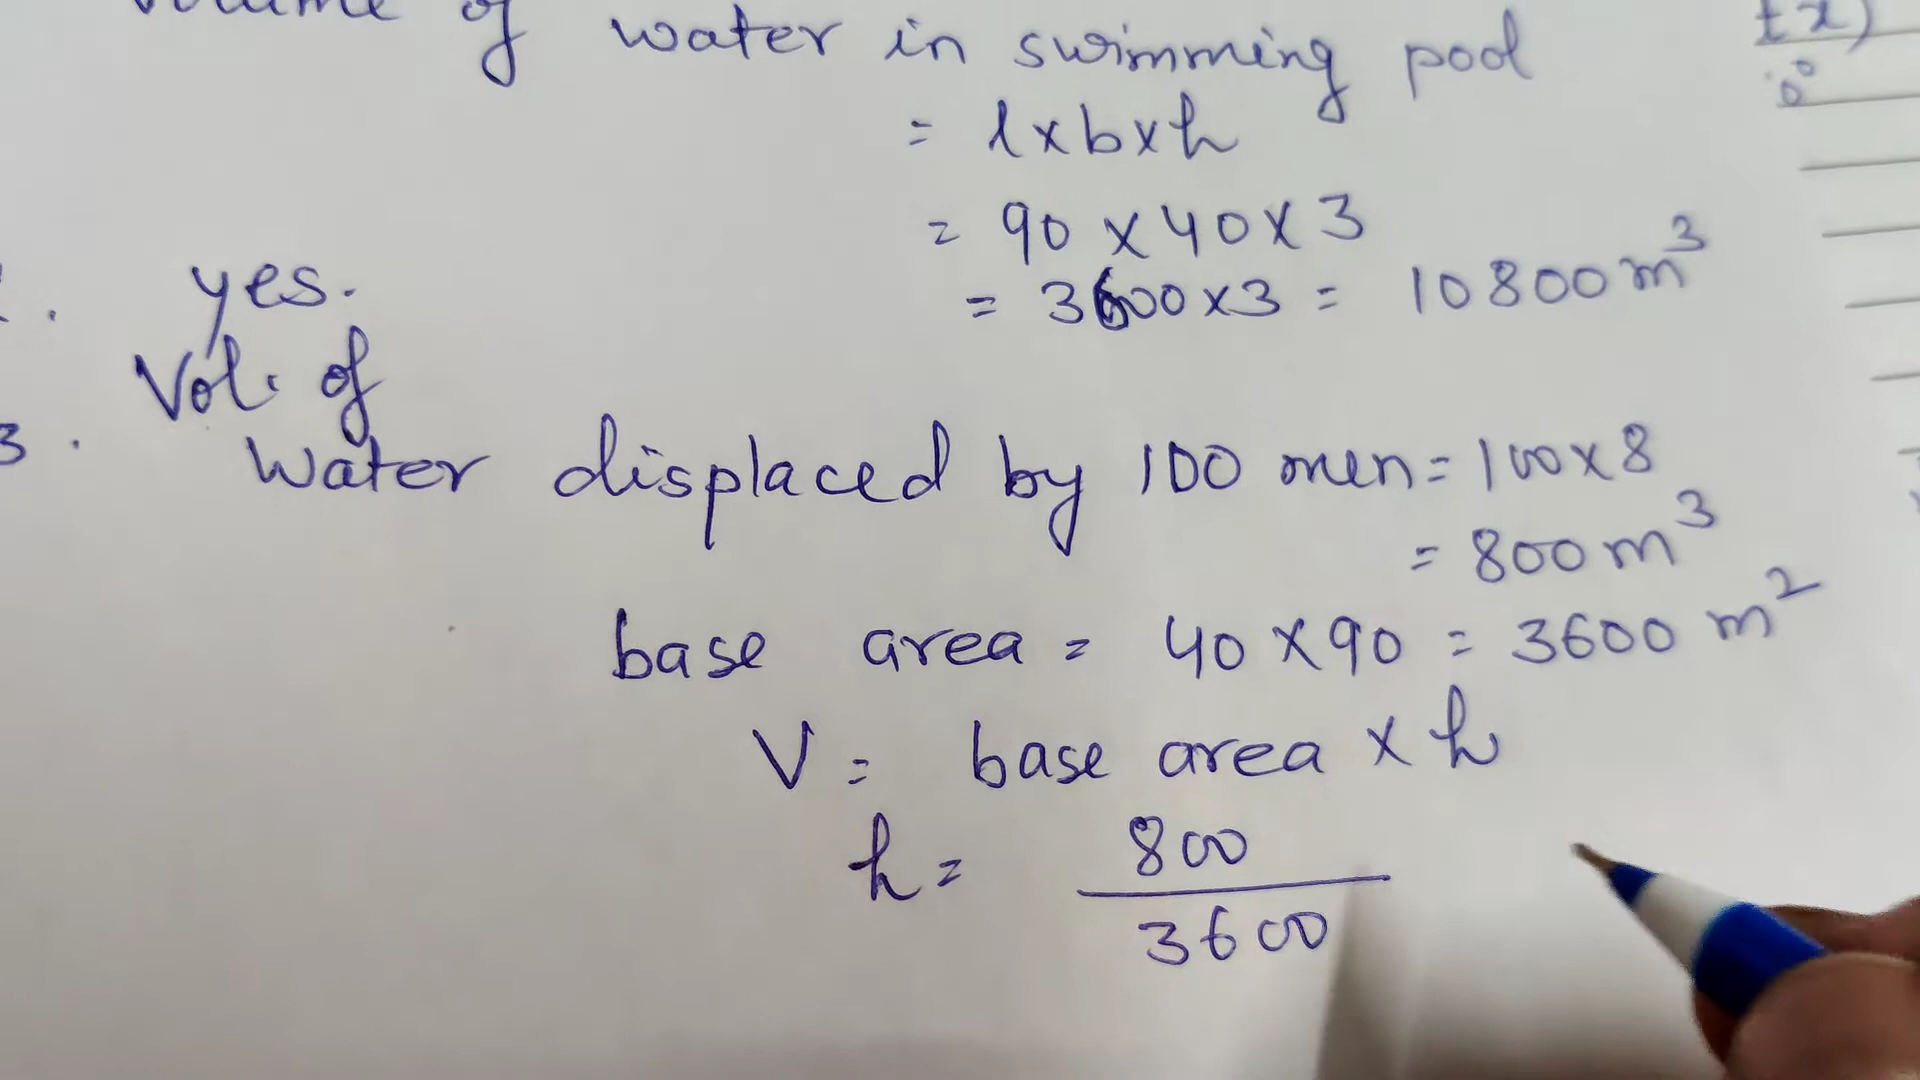 volume of water in swimming pool
= l x b x h
= 90 x 40 x 3
= 3600 x 3 = 10800 m³
yes.
Vol. of
3. Water displaced by 100 men = 100 x 8
= 800 m³
base area = 40 x 90 = 3600 m²
V = base area x h
h = 800
3600